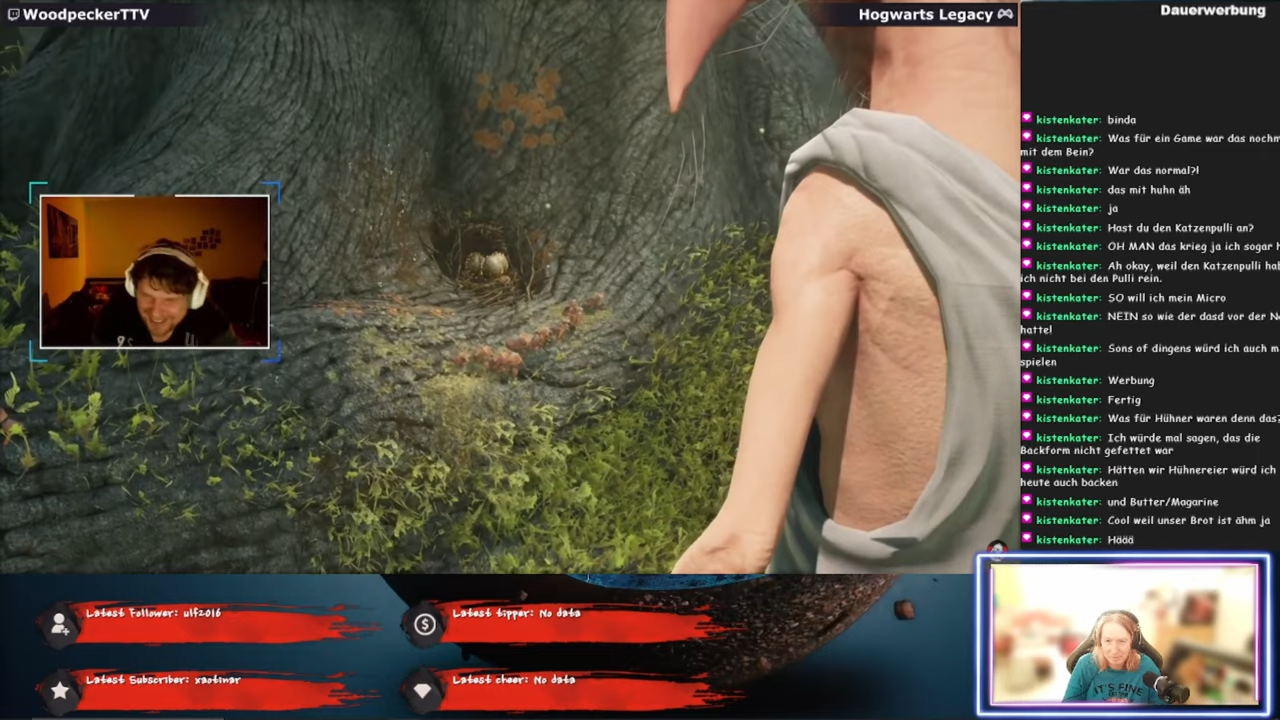 WoodpeckerTTV
Hogwarts Legacy
Dauerwerbung
kistenkater: binda
kistenkater: Was für ein Game war das nochm
mit dem Bein?
kistenkater: War das normal?!
kistenkater: das mit huhn äh
kistenkater: ja
kistenkater: Hast du den Katzenpulli an?
kistenkater: OH MAN das krieg ja ich sogar
kistenkater: Ah okay, weil den Katzenpulli hab
ich nicht bei den Pulli rein.
kistenkater: SO will ich mein Micro
kistenkater: NEIN so wie der dasd vor der
hatte!
kistenkater: Sons of dingens würd ich auch m
spielen
kistenkater: Werbung
kistenkater: Fertig
kistenkater: Was für Hühner waren denn das?
kistenkater: Ich würde mal sagen, das die
Backform nicht gefettet war
kistenkater: Hätten wir Hühnereier würd ich
heute auch backen
kistenkater: und Butter/Magarine
kistenkater: Cool weil unser Brot ist ähm ja
kistenkater: Häää
Latest Follower: ulf2016
Latest tipper: No data
Latest Subscriber: xaotinar
Latest cheer: No data
IT'S FINE